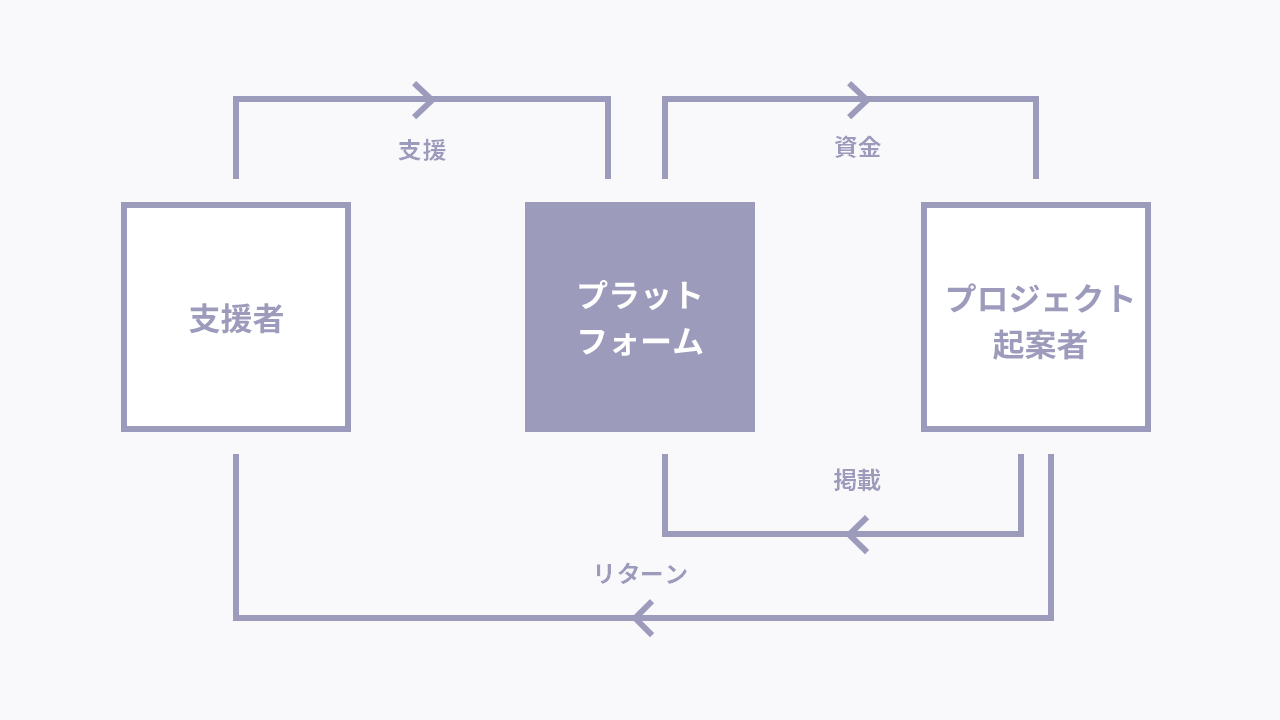 支援
資金
支援者
プラット
フォーム
プロジェクト
起案者
掲載
リターン